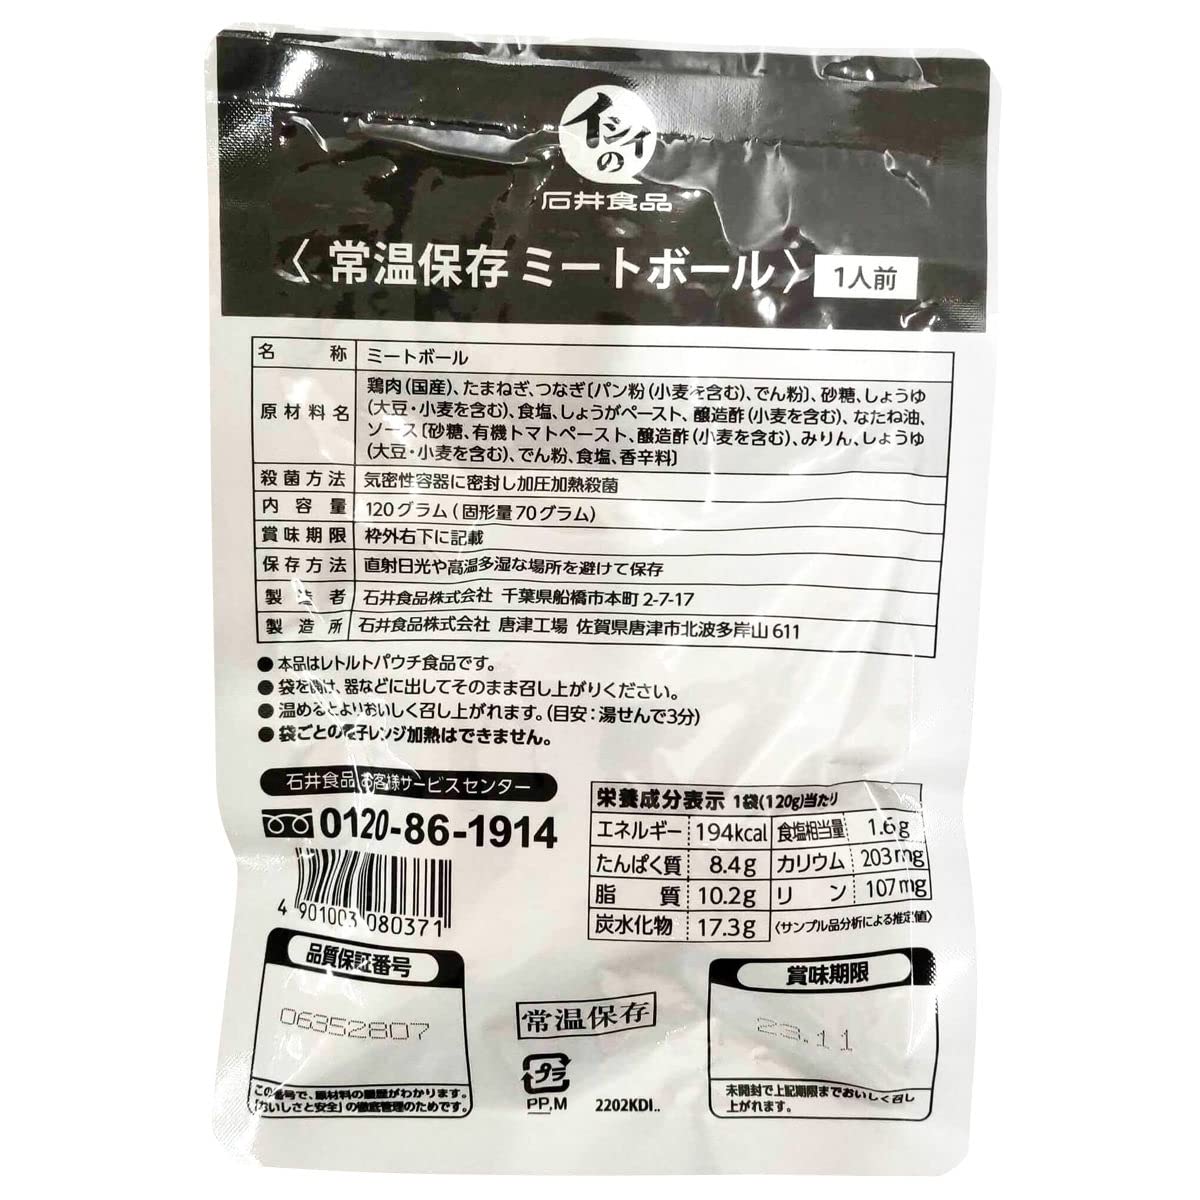 イシイの
石井食品
〈常温保存ミートボール〉 1人前
名称 ミートボール
原材料名 鶏肉(国産)、たまねぎ、つなぎ〔パン粉(小麦を含む)、でん粉〕、砂糖、しょうゆ
(大豆・小麦を含む)、食塩、しょうがペースト、醸造酢(小麦を含む)、なたね油、
ソース〔砂糖、有機トマトペースト、醸造酢(小麦を含む)、みりん、しょうゆ
(大豆・小麦を含む)、でん粉、食塩、香辛料〕
殺菌方法 気密性容器に密封し加圧加熱殺菌
内容量 120グラム(固形量70グラム)
賞味期限 枠外右下に記載
保存方法 直射日光や高温多湿な場所を避けて保存
製造者 石井食品株式会社 千葉県船橋市本町2-7-17
製造所 石井食品株式会社 唐津工場 佐賀県唐津市北波多岸山611
●本品はレトルトパウチ食品です。
●袋を開け、器などに出してそのまま召し上がりください。
●温めるとよりおいしく召し上がれます。(目安:湯せんで3分)
●袋ごとの電子レンジ加熱はできません。
石井食品 お客様サービスセンター
0120-86-1914
4 901003 080371
栄養成分表示 1袋(120g)当たり
エネルギー 194kcal 食塩相当量 1.6g
たんぱく質 8.4g カリウム 203mg
脂質 10.2g リン 107mg
炭水化物 17.3g 〈サンプル品分析による推定値〉
品質保証番号
06352807
この番号で、原材料の履歴がわかります。
「おいしさと安全」の徹底管理のためです。
常温保存
プラ
PP,M
2202KDI..
賞味期限
23.11
未開封で上記期限までおいしく召し
上がれます。